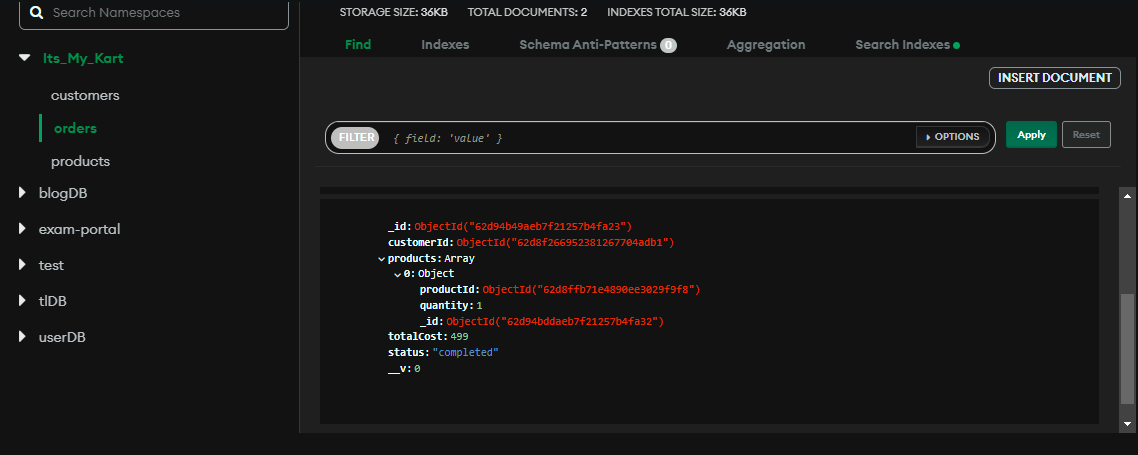 Search Namespaces
Its_My_Kart
customers
orders
products
blogDB
exam-portal
test
tlDB
userDB
STORAGE SIZE: 36KB TOTAL DOCUMENTS: 2 INDEXES TOTAL SIZE: 36KB
Find Indexes Schema Anti-Patterns 0 Aggregation Search Indexes
INSERT DOCUMENT
FILTER { field: 'value' } OPTIONS Apply Reset
_id: ObjectId("62d94b49aeb7f21257b4fa23")
customerId: ObjectId("62d8f266952381267704adb1")
products: Array
0: Object
productId: ObjectId("62d8ffb71e4890ee3029f9f8")
quantity: 1
_id: ObjectId("62d94bddaeb7f21257b4fa32")
totalCost: 499
status: "completed"
__v: 0